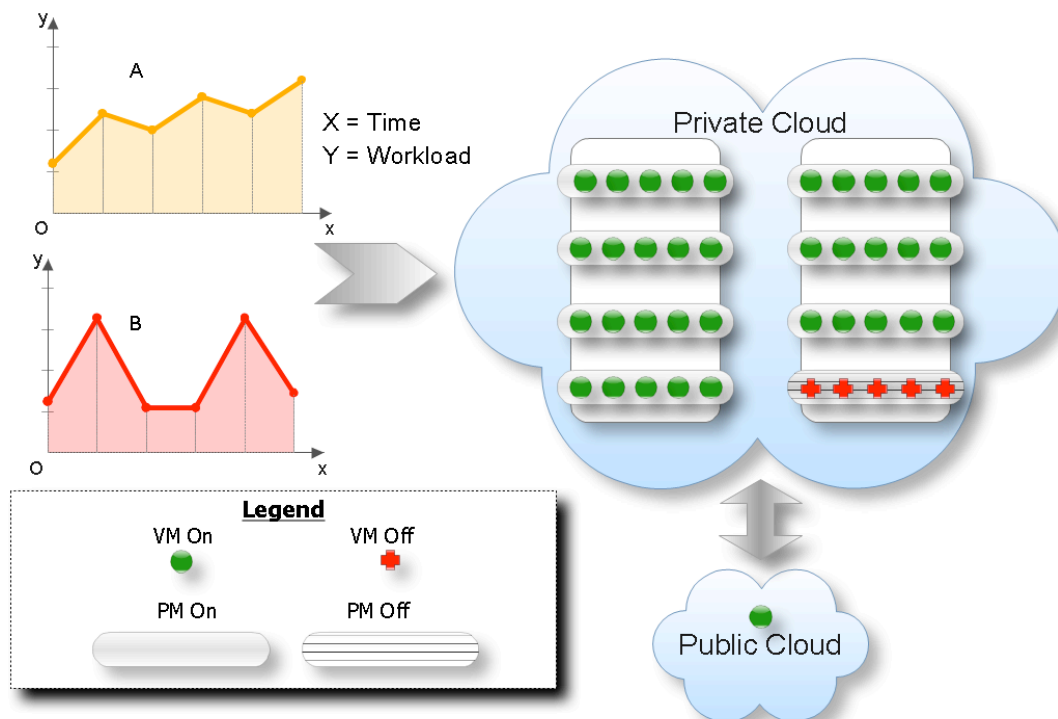 y
A
O
x
X = Time
Y = Workload
y
B
O
x
Private Cloud
Legend
VM On
VM Off
PM On
PM Off
Public Cloud